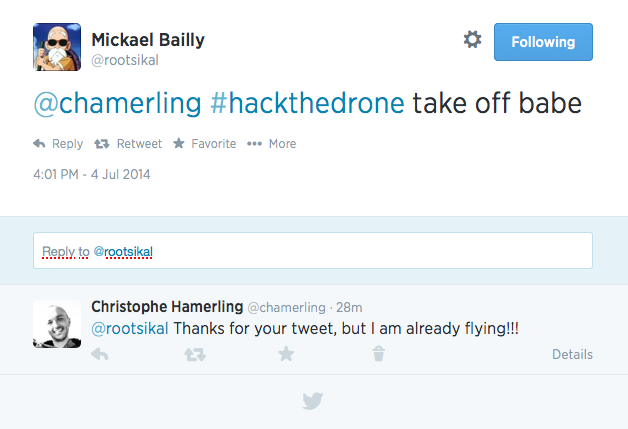 Mickael Bailly
@rootsikal
Following
@chamerling #hackthedrone take off babe
Reply Retweet Favorite More
4:01 PM - 4 Jul 2014
Reply to @rootsikal
Christophe Hamerling @chamerling · 28m
@rootsikal Thanks for your tweet, but I am already flying!!!
Details